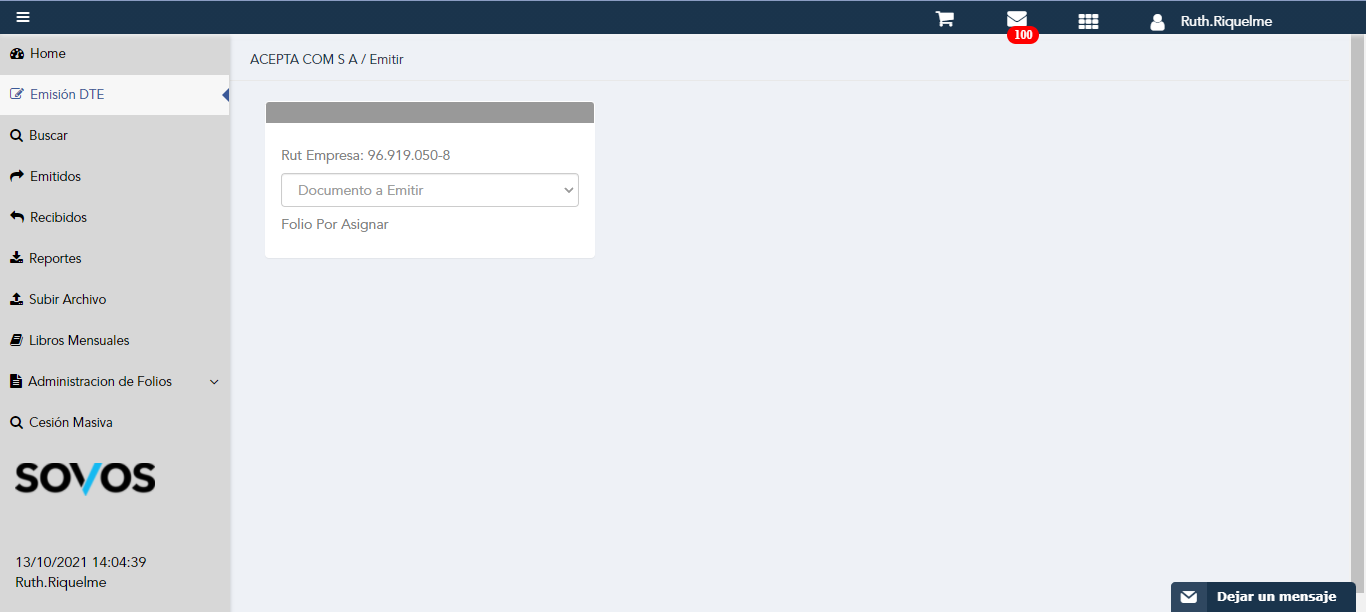 100
Ruth.Riquelme
Home
ACEPTA COM S A / Emitir
Emisión DTE
Buscar
Rut Empresa: 96.919.050-8
Emitidos
Documento a Emitir
Recibidos
Folio Por Asignar
Reportes
Subir Archivo
Libros Mensuales
Administracion de Folios
Cesión Masiva
SOVOS
13/10/2021 14:04:39
Ruth.Riquelme
Dejar un mensaje